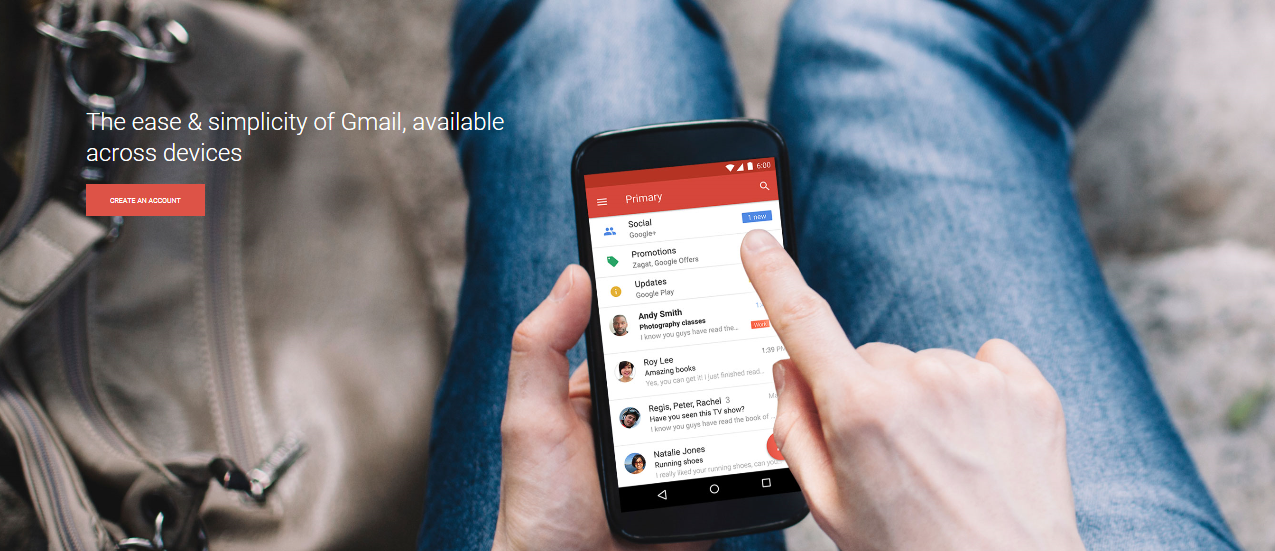 The ease & simplicity of Gmail, available
across devices
CREATE AN ACCOUNT
6:00
Primary
Social
1 new
Google+
Promotions
Zagat, Google Offers
Updates
Google Play
Andy Smith
Photography classes
I know you guys have read the...
Roy Lee
1:39 PM
Amazing books
Yes, you can get it! I just finished read...
Regis, Peter, Rachel 3
Have you seen this TV show?
I know you guys have read the book of ...
Natalie Jones
Running shoes
I really liked your running shoes, can you